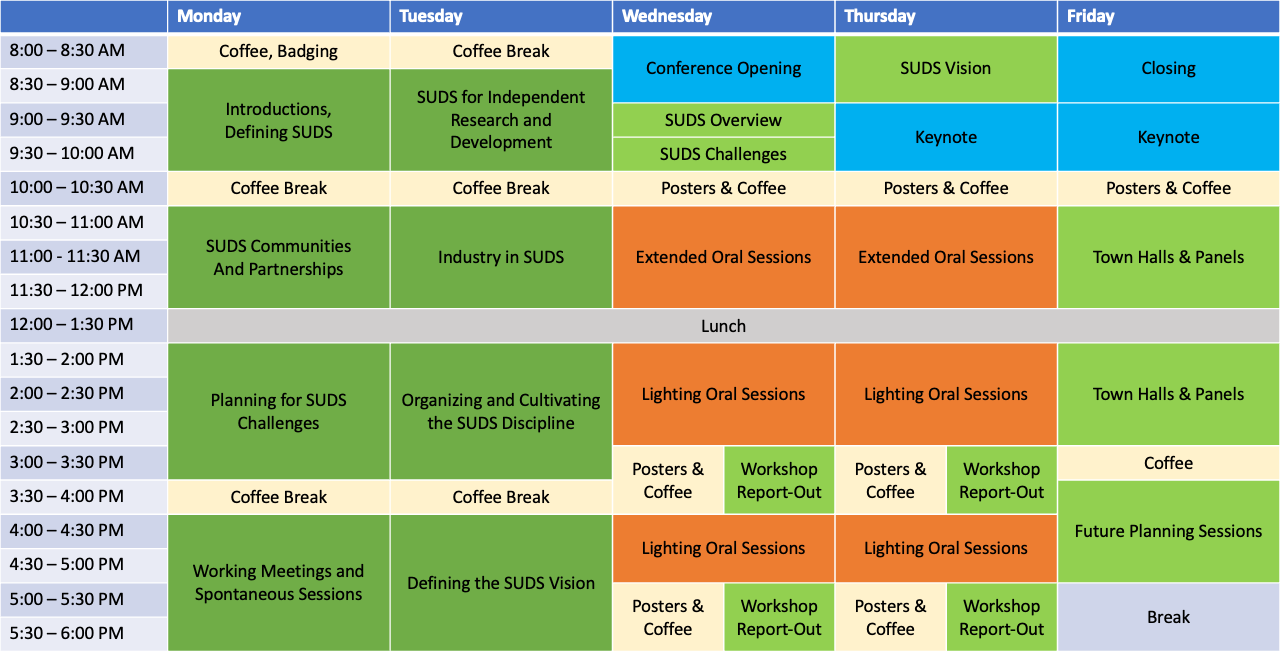 Monday Tuesday Wednesday Thursday Friday
8:00 – 8:30 AM Coffee, Badging Coffee Break
Conference Opening SUDS Vision Closing
8:30 – 9:00 AM
Introductions,
Defining SUDS
SUDS for Independent
Research and
Development
9:00 – 9:30 AM SUDS Overview
Keynote Keynote
9:30 – 10:00 AM SUDS Challenges
10:00 – 10:30 AM Coffee Break Coffee Break Posters & Coffee Posters & Coffee Posters & Coffee
10:30 – 11:00 AM
SUDS Communities
And Partnerships
11:00 - 11:30 AM Industry in SUDS Extended Oral Sessions Extended Oral Sessions Town Halls & Panels
11:30 – 12:00 PM
12:00 – 1:30 PM Lunch
1:30 – 2:00 PM
2:00 – 2:30 PM
Planning for SUDS
Challenges
Organizing and Cultivating
the SUDS Discipline
Lighting Oral Sessions Lighting Oral Sessions Town Halls & Panels
2:30 – 3:00 PM
3:00 – 3:30 PM
Posters &
Coffee
Workshop
Report-Out
Posters &
Coffee
Workshop
Report-Out
Coffee
3:30 – 4:00 PM Coffee Break Coffee Break
4:00 – 4:30 PM
Working Meetings and
Spontaneous Sessions
Defining the SUDS Vision
Lighting Oral Sessions Lighting Oral Sessions Future Planning Sessions
4:30 – 5:00 PM
5:00 – 5:30 PM
Posters &
Coffee
Workshop
Report-Out
Posters &
Coffee
Workshop
Report-Out
Break
5:30 – 6:00 PM